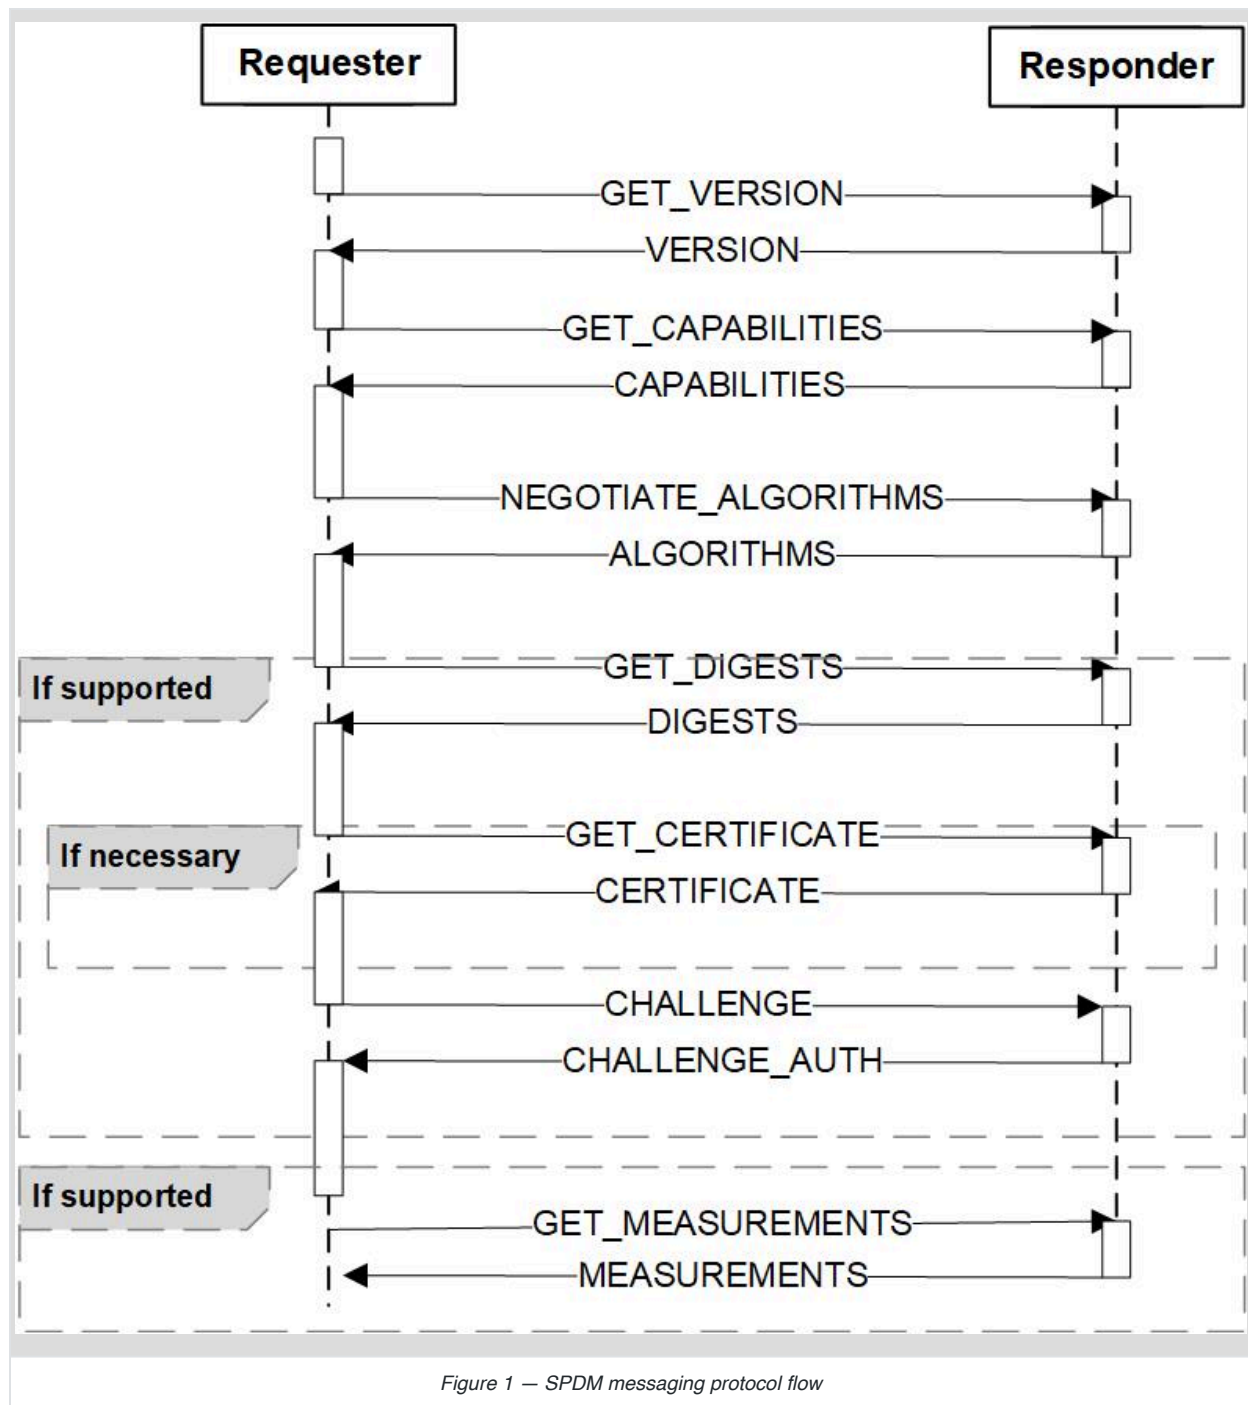 Requester
Responder
GET_VERSION
VERSION
GET_CAPABILITIES
CAPABILITIES
NEGOTIATE_ALGORITHMS
ALGORITHMS
If supported
GET_DIGESTS
DIGESTS
If necessary
GET_CERTIFICATE
CERTIFICATE
CHALLENGE
CHALLENGE_AUTH
If supported
GET_MEASUREMENTS
MEASUREMENTS
Figure 1 — SPDM messaging protocol flow